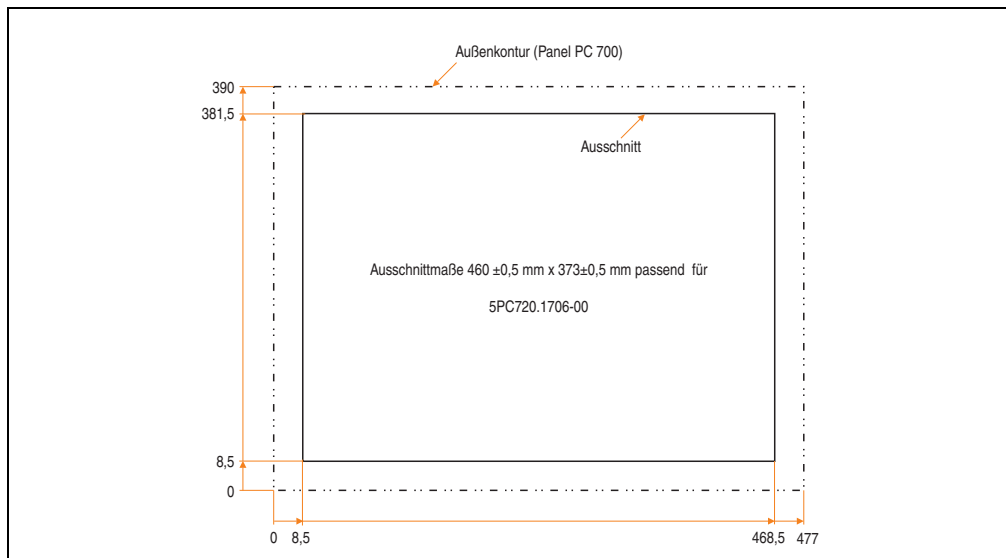 Außenkontur (Panel PC 700)
390
381,5
Ausschnitt
Ausschnittmaße 460 ±0,5 mm x 373±0,5 mm passend für
5PC720.1706-00
8,5
0
0 8,5 468,5 477